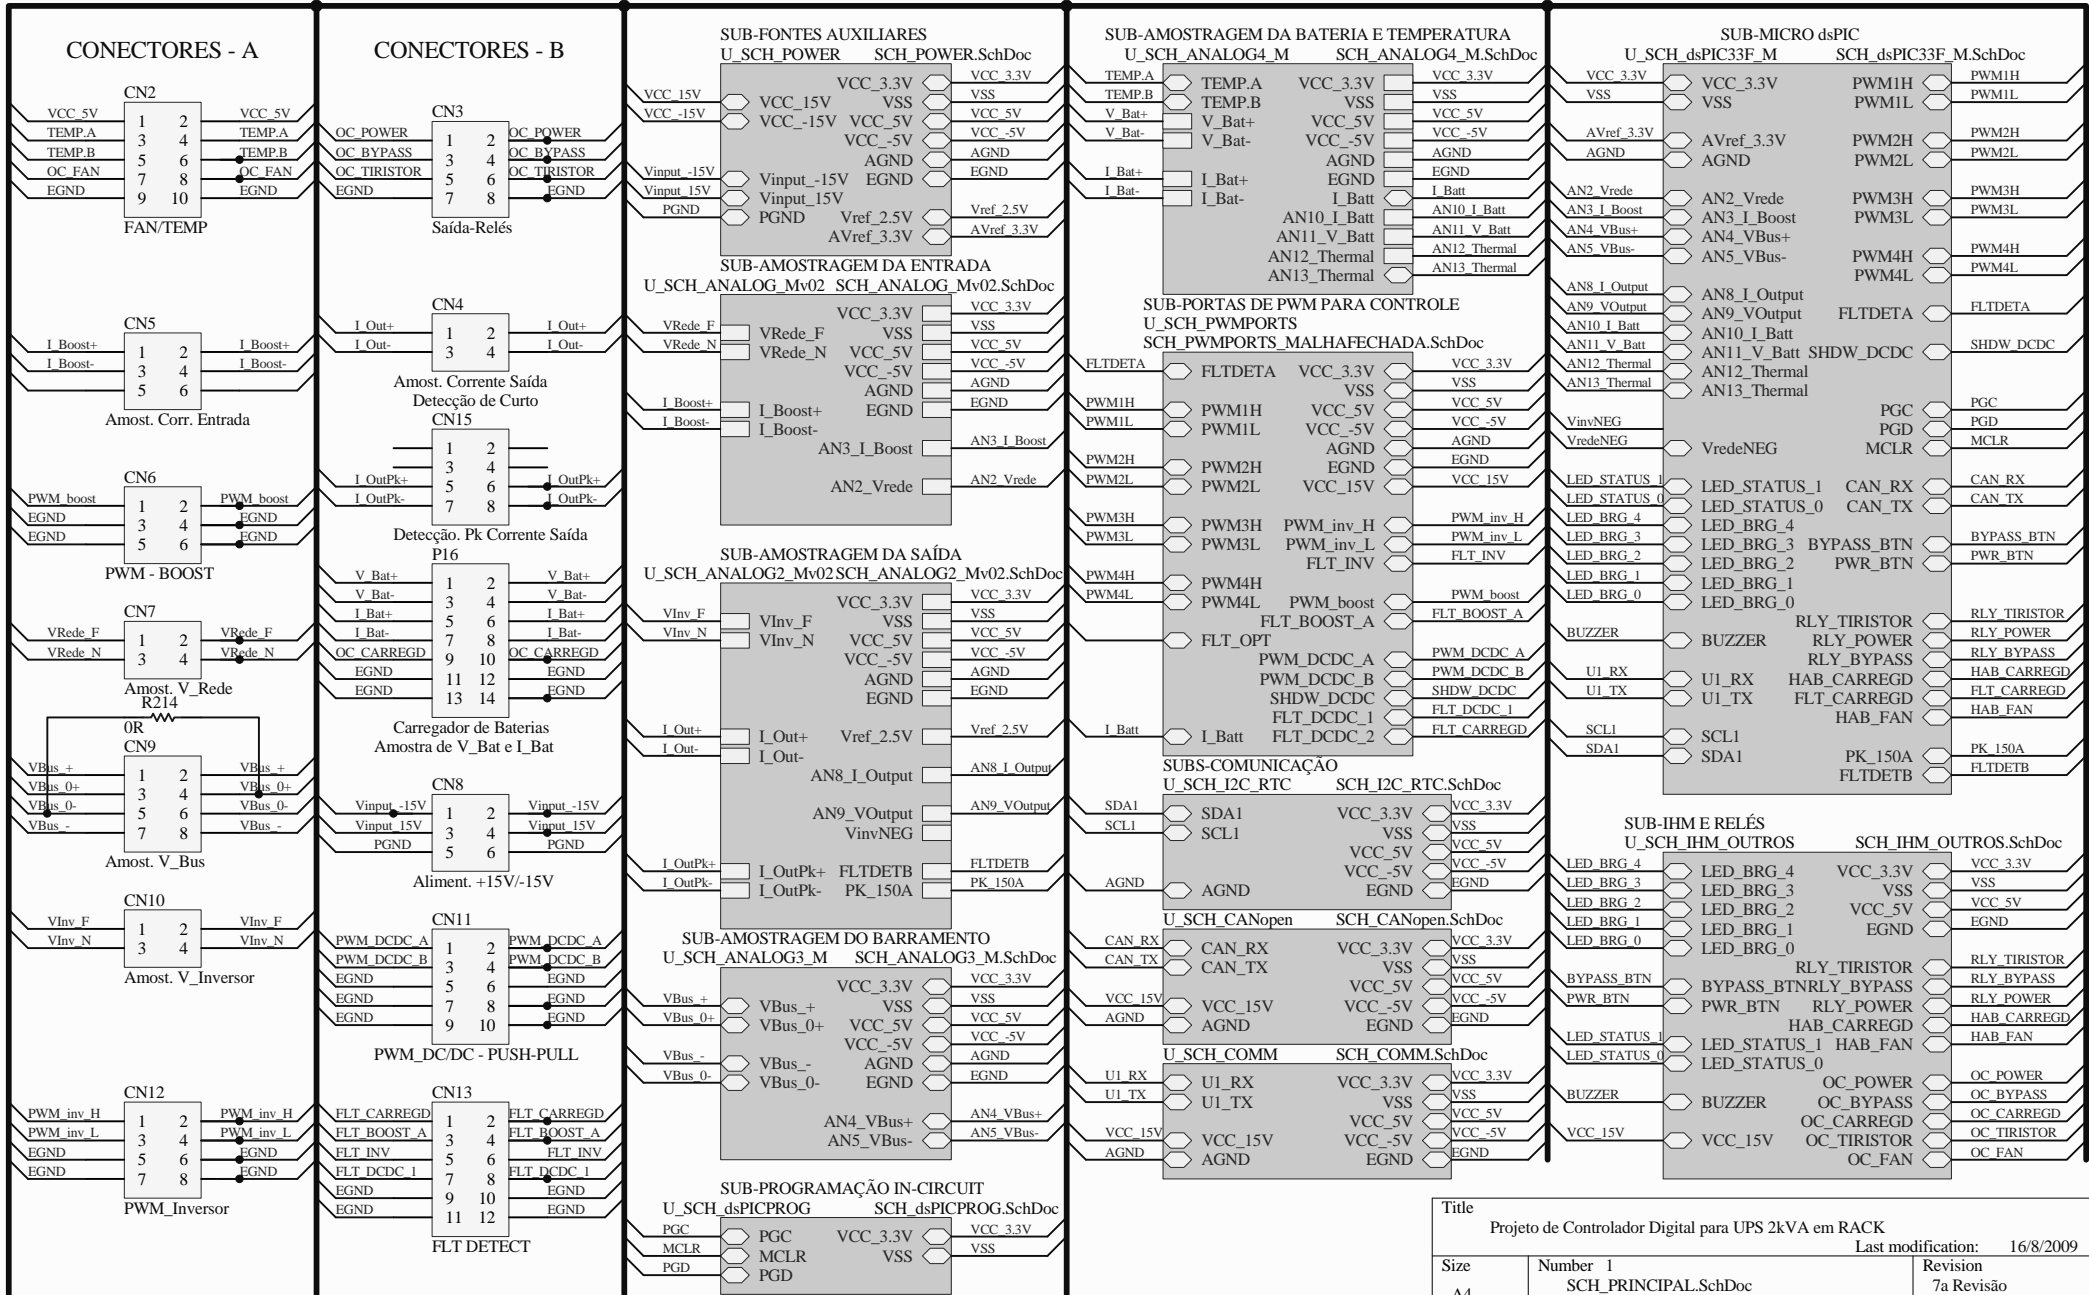 CONECTORES - A
CN2
VCC_5V 1 2 VCC_5V
TEMP.A 3 4 TEMP.A
TEMP.B 5 6 TEMP.B
OC_FAN 7 8 OC_FAN
EGND 9 10 EGND
FAN/TEMP
CN5
I_Boost+ 1 2 I_Boost+
I_Boost- 3 4 I_Boost-
5 6
Amost. Corr. Entrada
CN6
PWM_boost 1 2 PWM_boost
EGND 3 4 EGND
EGND 5 6 EGND
PWM - BOOST
CN7
VRede_F 1 2 VRede_F
VRede_N 3 4 VRede_N
Amost. V_Rede
R214
0R
CN9
VBus_+ 1 2 VBus_+
VBus_0+ 3 4 VBus_0+
VBus_0- 5 6 VBus_0-
VBus_- 7 8 VBus_-
Amost. V_Bus
CN10
VInv_F 1 2 VInv_F
VInv_N 3 4 VInv_N
Amost. V_Inversor
CN12
PWM_inv_H 1 2 PWM_inv_H
PWM_inv_L 3 4 PWM_inv_L
EGND 5 6 EGND
EGND 7 8 EGND
PWM_Inversor
CONECTORES - B
CN3
OC_POWER 1 2 OC_POWER
OC_BYPASS 3 4 OC_BYPASS
OC_TIRISTOR 5 6 OC_TIRISTOR
EGND 7 8 EGND
Saída-Relés
CN4
I_Out+ 1 2 I_Out+
I_Out- 3 4 I_Out-
Amost. Corrente Saída
Detecção de Curto
CN15
1 2
3 4
I_OutPk+ 5 6 I_OutPk+
I_OutPk- 7 8 I_OutPk-
Detecção. Pk Corrente Saída
P16
V_Bat+ 1 2 V_Bat+
V_Bat- 3 4 V_Bat-
I_Bat+ 5 6 I_Bat+
I_Bat- 7 8 I_Bat-
OC_CARREGD 9 10 OC_CARREGD
EGND 11 12 EGND
EGND 13 14 EGND
Carregador de Baterias
Amostra de V_Bat e I_Bat
CN8
Vinput_-15V 1 2 Vinput_-15V
Vinput_15V 3 4 Vinput_15V
PGND 5 6 PGND
Aliment. +15V/-15V
CN11
PWM_DCDC_A 1 2 PWM_DCDC_A
PWM_DCDC_B 3 4 PWM_DCDC_B
EGND 5 6 EGND
EGND 7 8 EGND
EGND 9 10 EGND
PWM_DC/DC - PUSH-PULL
CN13
FLT_CARREGD 1 2 FLT_CARREGD
FLT_BOOST_A 3 4 FLT_BOOST_A
FLT_INV 5 6 FLT_INV
FLT_DCDC_1 7 8 FLT_DCDC_1
EGND 9 10 EGND
EGND 11 12 EGND
FLT DETECT
SUB-FONTES AUXILIARES
U_SCH_POWER SCH_POWER.SchDoc
VCC_3.3V VCC_3.3V
VCC_15V VCC_15V VSS VSS
VCC_-15V VCC_-15V VCC_5V VCC_5V
VCC_-5V VCC_-5V
AGND AGND
Vinput_-15V Vinput_-15V EGND EGND
Vinput_15V Vinput_15V
PGND PGND Vref_2.5V Vref_2.5V
AVref_3.3V AVref_3.3V
SUB-AMOSTRAGEM DA ENTRADA
U_SCH_ANALOG_Mv02 SCH_ANALOG_Mv02.SchDoc
VCC_3.3V VCC_3.3V
VRede_F VRede_F VSS VSS
VRede_N VRede_N VCC_5V VCC_5V
VCC_-5V VCC_-5V
AGND AGND
I_Boost+ I_Boost+ EGND EGND
I_Boost- I_Boost-
AN3_I_Boost AN3_I_Boost
AN2_Vrede AN2_Vrede
SUB-AMOSTRAGEM DA SAÍDA
U_SCH_ANALOG2_Mv02 SCH_ANALOG2_Mv02.SchDoc
VCC_3.3V VCC_3.3V
VInv_F VInv_F VSS VSS
VInv_N VInv_N VCC_5V VCC_5V
VCC_-5V VCC_-5V
AGND AGND
EGND EGND
I_Out+ I_Out+ Vref_2.5V Vref_2.5V
I_Out- I_Out-
AN8_I_Output AN8_I_Output
AN9_VOutput AN9_VOutput
VinvNEG
I_OutPk+ I_OutPk+ FLTDETB FLTDETB
I_OutPk- I_OutPk- PK_150A PK_150A
SUB-AMOSTRAGEM DO BARRAMENTO
U_SCH_ANALOG3_M SCH_ANALOG3_M.SchDoc
VCC_3.3V VCC_3.3V
VBus_+ VBus_+ VSS VSS
VBus_0+ VBus_0+ VCC_5V VCC_5V
VCC_-5V VCC_-5V
VBus_- VBus_- AGND AGND
VBus_0- VBus_0- EGND EGND
AN4_VBus+ AN4_VBus+
AN5_VBus- AN5_VBus-
SUB-PROGRAMAÇÃO IN-CIRCUIT
U_SCH_dsPICPROG SCH_dsPICPROG.SchDoc
PGC PGC VCC_3.3V VCC_3.3V
MCLR MCLR VSS VSS
PGD PGD
SUB-AMOSTRAGEM DA BATERIA E TEMPERATURA
U_SCH_ANALOG4_M SCH_ANALOG4_M.SchDoc
TEMP.A TEMP.A VCC_3.3V VCC_3.3V
TEMP.B TEMP.B VSS VSS
V_Bat+ V_Bat+ VCC_5V VCC_5V
V_Bat- V_Bat- VCC_-5V VCC_-5V
AGND AGND
I_Bat+ I_Bat+ EGND EGND
I_Bat- I_Bat- I_Batt I_Batt
AN10_I_Batt AN10_I_Batt
AN11_V_Batt AN11_V_Batt
AN12_Thermal AN12_Thermal
AN13_Thermal AN13_Thermal
SUB-PORTAS DE PWM PARA CONTROLE
U_SCH_PWMPORTS
SCH_PWMPORTS_MALHAFECHADA.SchDoc
FLTDETA FLTDETA VCC_3.3V VCC_3.3V
VSS VSS
PWM1H PWM1H VCC_5V VCC_5V
PWM1L PWM1L VCC_-5V VCC_-5V
AGND AGND
PWM2H PWM2H EGND EGND
PWM2L PWM2L VCC_15V VCC_15V
PWM3H PWM3H PWM_inv_H PWM_inv_H
PWM3L PWM3L PWM_inv_L PWM_inv_L
FLT_INV FLT_INV
PWM4H PWM4H
PWM4L PWM4L PWM_boost PWM_boost
FLT_BOOST_A FLT_BOOST_A
FLT_OPT
PWM_DCDC_A PWM_DCDC_A
PWM_DCDC_B PWM_DCDC_B
SHDW_DCDC SHDW_DCDC
FLT_DCDC_1 FLT_DCDC_1
I_Batt I_Batt FLT_DCDC_2 FLT_CARREGD
SUBS-COMUNICAÇÃO
U_SCH_I2C_RTC SCH_I2C_RTC.SchDoc
SDA1 SDA1 VCC_3.3V VCC_3.3V
SCL1 SCL1 VSS VSS
VCC_5V VCC_5V
VCC_-5V VCC_-5V
AGND AGND EGND EGND
U_SCH_CANopen SCH_CANopen.SchDoc
CAN_RX CAN_RX VCC_3.3V VCC_3.3V
CAN_TX CAN_TX VSS VSS
VCC_5V VCC_5V
VCC_15V VCC_15V VCC_-5V VCC_-5V
AGND AGND EGND EGND
U_SCH_COMM SCH_COMM.SchDoc
U1_RX U1_RX VCC_3.3V VCC_3.3V
U1_TX U1_TX VSS VSS
VCC_5V VCC_5V
VCC_15V VCC_15V VCC_-5V VCC_-5V
AGND AGND EGND EGND
SUB-MICRO dsPIC
U_SCH_dsPIC33F_M SCH_dsPIC33F_M.SchDoc
VCC_3.3V VCC_3.3V PWM1H PWM1H
VSS VSS PWM1L PWM1L
AVref_3.3V AVref_3.3V PWM2H PWM2H
AGND AGND PWM2L PWM2L
AN2_Vrede AN2_Vrede PWM3H PWM3H
AN3_I_Boost AN3_I_Boost PWM3L PWM3L
AN4_VBus+ AN4_VBus+
AN5_VBus- AN5_VBus- PWM4H PWM4H
PWM4L PWM4L
AN8_I_Output AN8_I_Output
AN9_VOutput AN9_VOutput FLTDETA FLTDETA
AN10_I_Batt AN10_I_Batt
AN11_V_Batt AN11_V_Batt SHDW_DCDC SHDW_DCDC
AN12_Thermal AN12_Thermal
AN13_Thermal AN13_Thermal
PGC PGC
VinvNEG PGD PGD
VredeNEG VredeNEG MCLR MCLR
LED_STATUS_1 LED_STATUS_1 CAN_RX CAN_RX
LED_STATUS_0 LED_STATUS_0 CAN_TX CAN_TX
LED_BRG_4 LED_BRG_4
LED_BRG_3 LED_BRG_3 BYPASS_BTN BYPASS_BTN
LED_BRG_2 LED_BRG_2 PWR_BTN PWR_BTN
LED_BRG_1 LED_BRG_1
LED_BRG_0 LED_BRG_0
RLY_TIRISTOR RLY_TIRISTOR
BUZZER BUZZER RLY_POWER RLY_POWER
RLY_BYPASS RLY_BYPASS
U1_RX U1_RX HAB_CARREGD HAB_CARREGD
U1_TX U1_TX FLT_CARREGD FLT_CARREGD
HAB_FAN HAB_FAN
SCL1 SCL1
SDA1 SDA1 PK_150A PK_150A
FLTDETB FLTDETB
SUB-IHM E RELÉS
U_SCH_IHM_OUTROS SCH_IHM_OUTROS.SchDoc
LED_BRG_4 LED_BRG_4 VCC_3.3V VCC_3.3V
LED_BRG_3 LED_BRG_3 VSS VSS
LED_BRG_2 LED_BRG_2 VCC_5V VCC_5V
LED_BRG_1 LED_BRG_1 EGND EGND
LED_BRG_0 LED_BRG_0
RLY_TIRISTOR RLY_TIRISTOR
BYPASS_BTN BYPASS_BTN RLY_BYPASS RLY_BYPASS
PWR_BTN PWR_BTN RLY_POWER RLY_POWER
HAB_CARREGD HAB_CARREGD
LED_STATUS_1 LED_STATUS_1 HAB_FAN HAB_FAN
LED_STATUS_0 LED_STATUS_0
OC_POWER OC_POWER
BUZZER BUZZER OC_BYPASS OC_BYPASS
OC_CARREGD OC_CARREGD
VCC_15V VCC_15V OC_TIRISTOR OC_TIRISTOR
OC_FAN OC_FAN
Title
Projeto de Controlador Digital para UPS 2kVA em RACK
Last modification: 16/8/2009
Size Number 1 Revision
A4 SCH_PRINCIPAL.SchDoc 7a Revisão